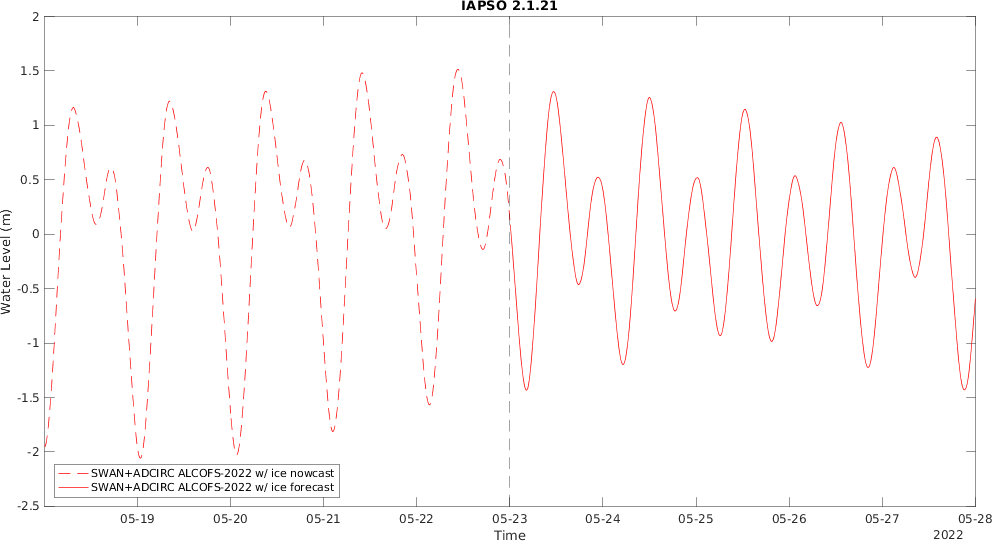 IAPSO 2.1.21
2
1.5
1
0.5
0
-0.5
-1
-1.5
-2
-2.5
Water Level (m)
SWAN+ADCIRC ALCOFS-2022 w/ ice nowcast
SWAN+ADCIRC ALCOFS-2022 w/ ice forecast
05-19 05-20 05-21 05-22 05-23 05-24 05-25 05-26 05-27 05-28
Time
2022